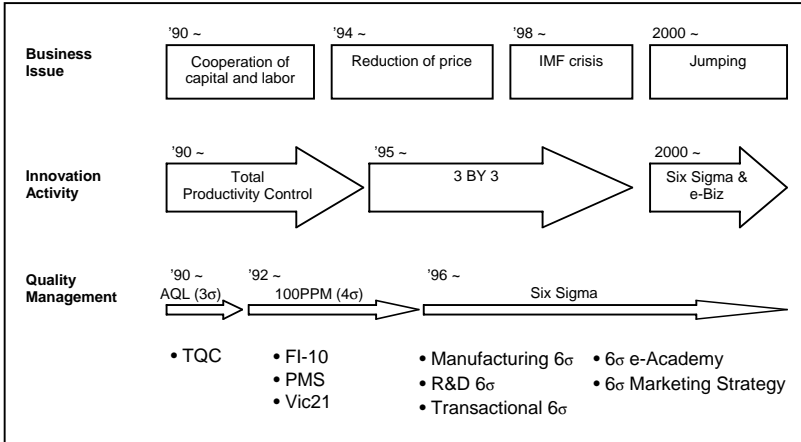 '90 ~
'94 ~
'98 ~
2000 ~
Business
Issue
Cooperation of
capital and labor
Reduction of price
IMF crisis
Jumping
'90 ~
'95 ~
2000 ~
Innovation
Activity
Total
Productivity Control
3 BY 3
Six Sigma &
e-Biz
'90 ~
'92 ~
'96 ~
Quality
Management
AQL (3σ)
100PPM (4σ)
Six Sigma
• TQC
• FI-10
• PMS
• Vic21
• Manufacturing 6σ
• R&D 6σ
• Transactional 6σ
• 6σ e-Academy
• 6σ Marketing Strategy